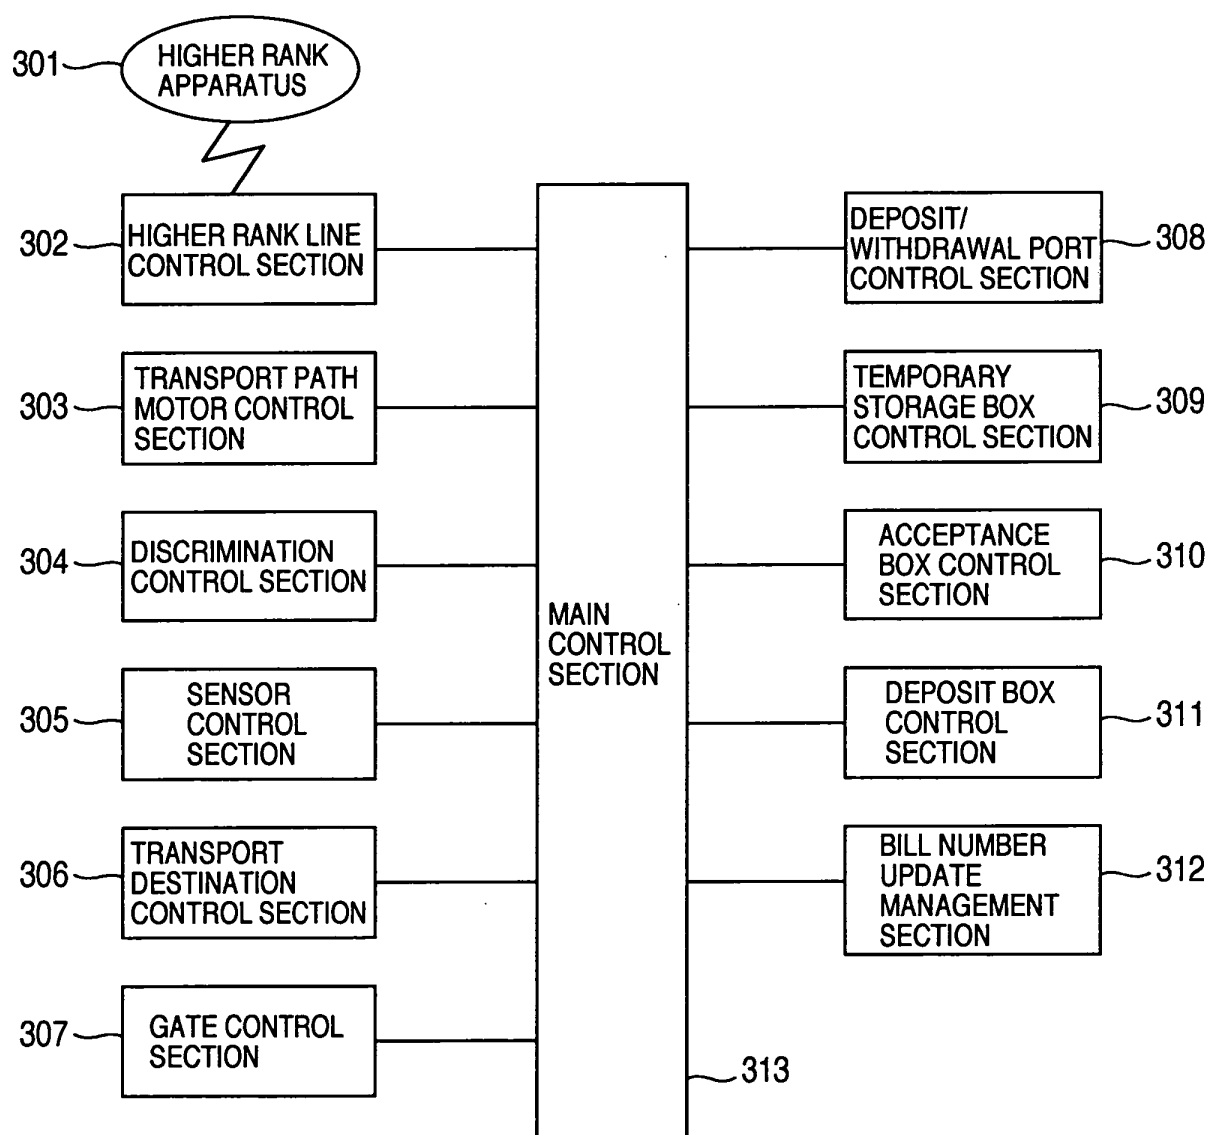 301
HIGHER RANK
APPARATUS
302
HIGHER RANK LINE
CONTROL SECTION
303
TRANSPORT PATH
MOTOR CONTROL
SECTION
304
DISCRIMINATION
CONTROL SECTION
305
SENSOR
CONTROL
SECTION
306
TRANSPORT
DESTINATION
CONTROL SECTION
307
GATE CONTROL
SECTION
MAIN
CONTROL
SECTION
313
DEPOSIT/
WITHDRAWAL PORT
CONTROL SECTION
308
TEMPORARY
STORAGE BOX
CONTROL SECTION
309
ACCEPTANCE
BOX CONTROL
SECTION
310
DEPOSIT BOX
CONTROL
SECTION
311
BILL NUMBER
UPDATE
MANAGEMENT
SECTION
312